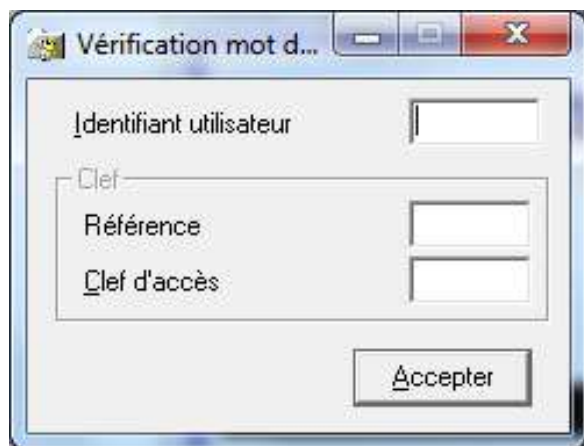 Vérification mot d...
Identifiant utilisateur
Clef
Référence
Clef d'accès
Accepter